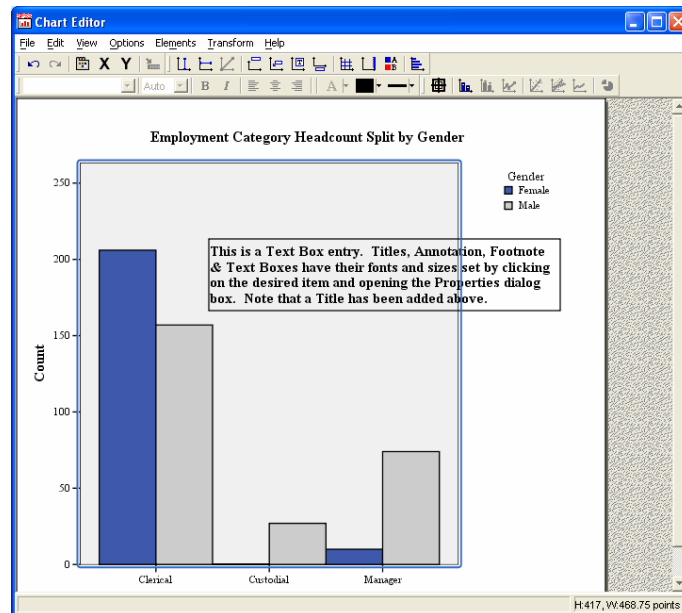 Chart Editor
File Edit View Options Elements Transform Help
X Y
Auto B I A
Employment Category Headcount Split by Gender
Gender
Female
Male
250
200
150
100
50
0
Count
This is a Text Box entry. Titles, Annotation, Footnote
& Text Boxes have their fonts and sizes set by clicking
on the desired item and opening the Properties dialog
box. Note that a Title has been added above.
Clerical Custodial Manager
H:417, W:468.75 points